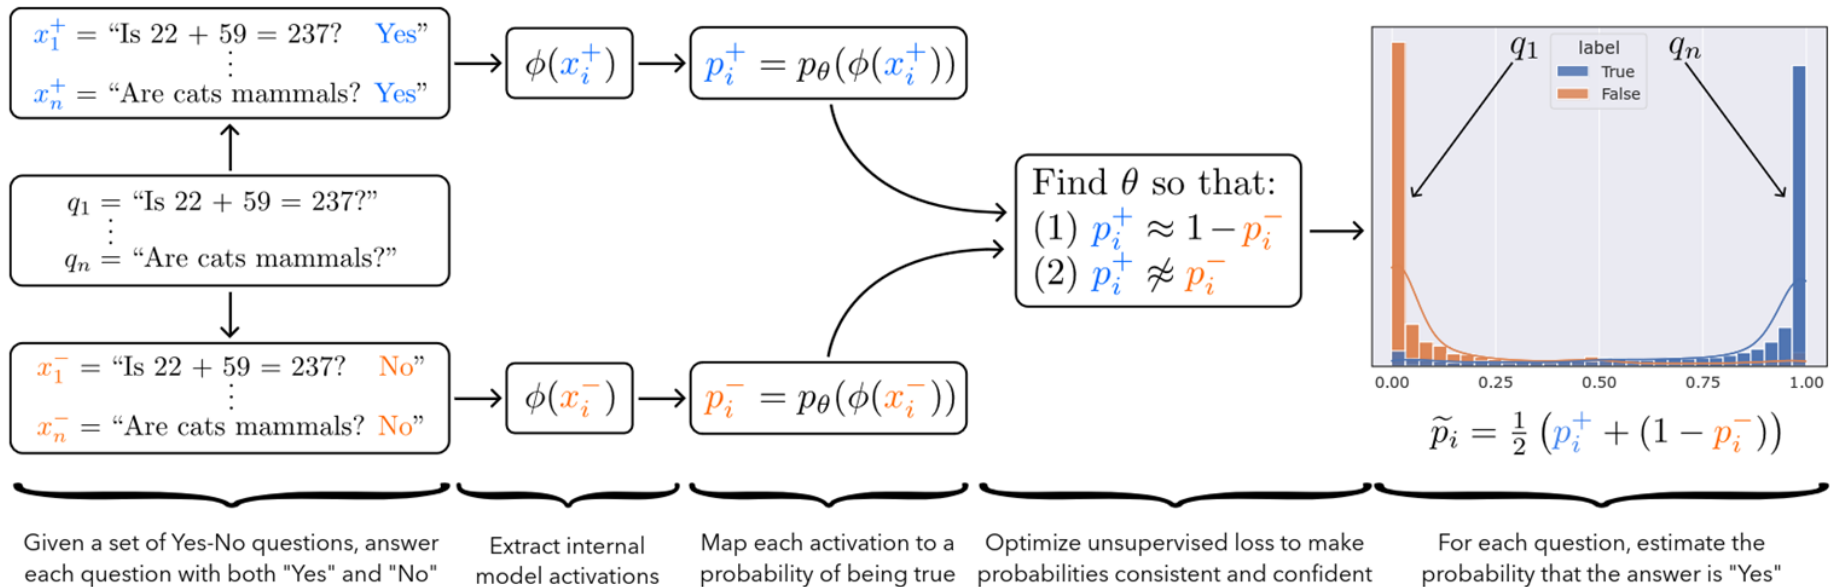 x₁⁺ = “Is 22 + 59 = 237? Yes”
⋮
xₙ⁺ = “Are cats mammals? Yes”
q₁ = “Is 22 + 59 = 237?”
⋮
qₙ = “Are cats mammals?”
x₁⁻ = “Is 22 + 59 = 237? No”
⋮
xₙ⁻ = “Are cats mammals? No”
ϕ(xᵢ⁺)
ϕ(xᵢ⁻)
pᵢ⁺ = p_θ(ϕ(xᵢ⁺))
pᵢ⁻ = p_θ(ϕ(xᵢ⁻))
Find θ so that:
(1) pᵢ⁺ ≈ 1 − pᵢ⁻
(2) pᵢ⁺ ≉ pᵢ⁻
q₁
label
True
False
qₙ
0.00 0.25 0.50 0.75 1.00
p̃ᵢ = ½ (pᵢ⁺ + (1 − pᵢ⁻))
Given a set of Yes-No questions, answer
each question with both "Yes" and "No"
Extract internal
model activations
Map each activation to a
probability of being true
Optimize unsupervised loss to make
probabilities consistent and confident
For each question, estimate the
probability that the answer is "Yes"